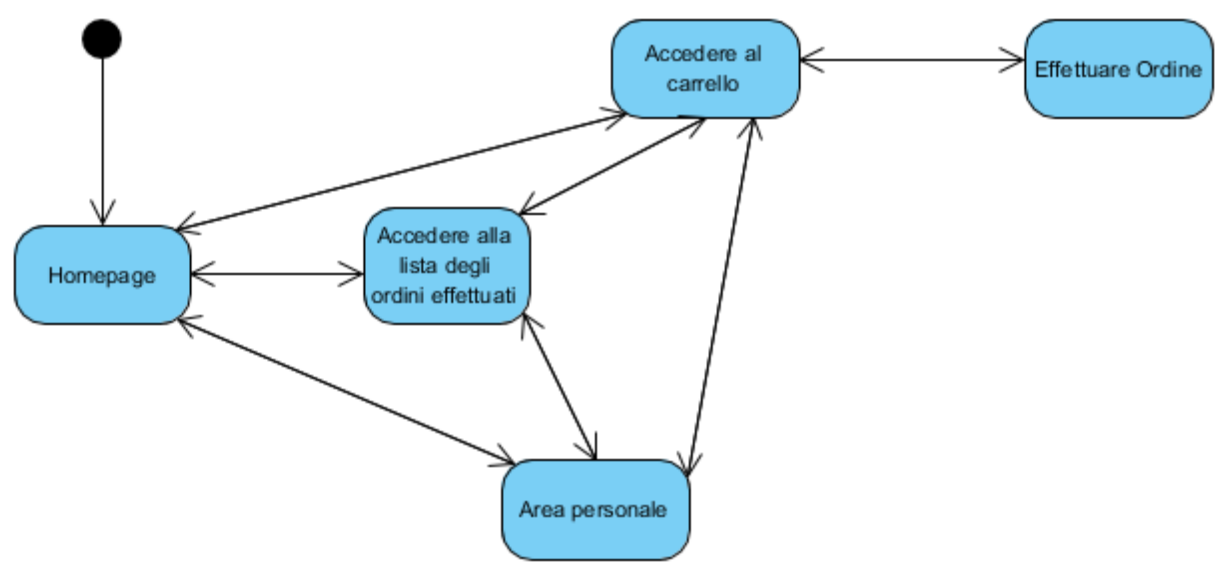 Accedere al
carrello
Effettuare Ordine
Homepage
Accedere alla
lista degli
ordini effettuati
Area personale